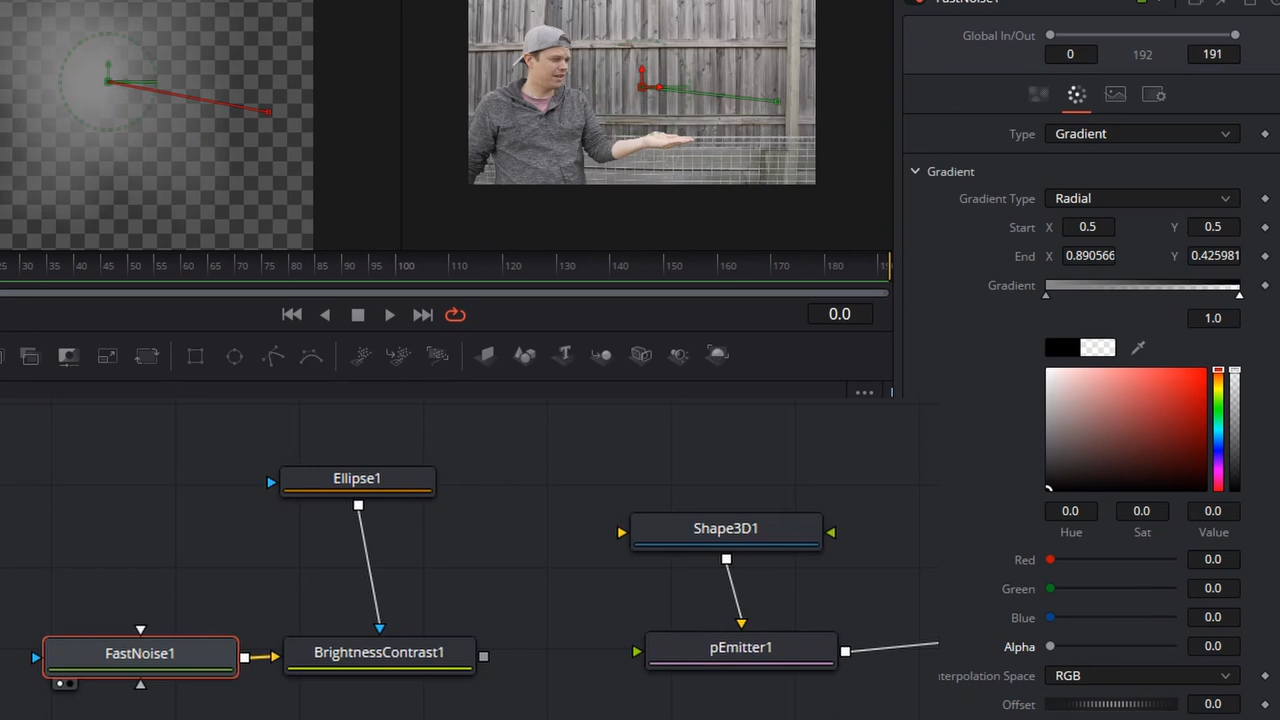 FastNoise1
Global In/Out
0 192 191
Type Gradient
Gradient
Gradient Type Radial
Start X 0.5 Y 0.5
End X 0.890566 Y 0.425981
Gradient
1.0
25 30 35 40 45 50 55 60 65 70 75 80 85 90 95 100 110 120 130 140 150 160 170 180
0.0
Ellipse1
Shape3D1
FastNoise1
BrightnessContrast1
pEmitter1
0.0 0.0 0.0
Hue Sat Value
Red 0.0
Green 0.0
Blue 0.0
Alpha 0.0
nterpolation Space RGB
Offset 0.0